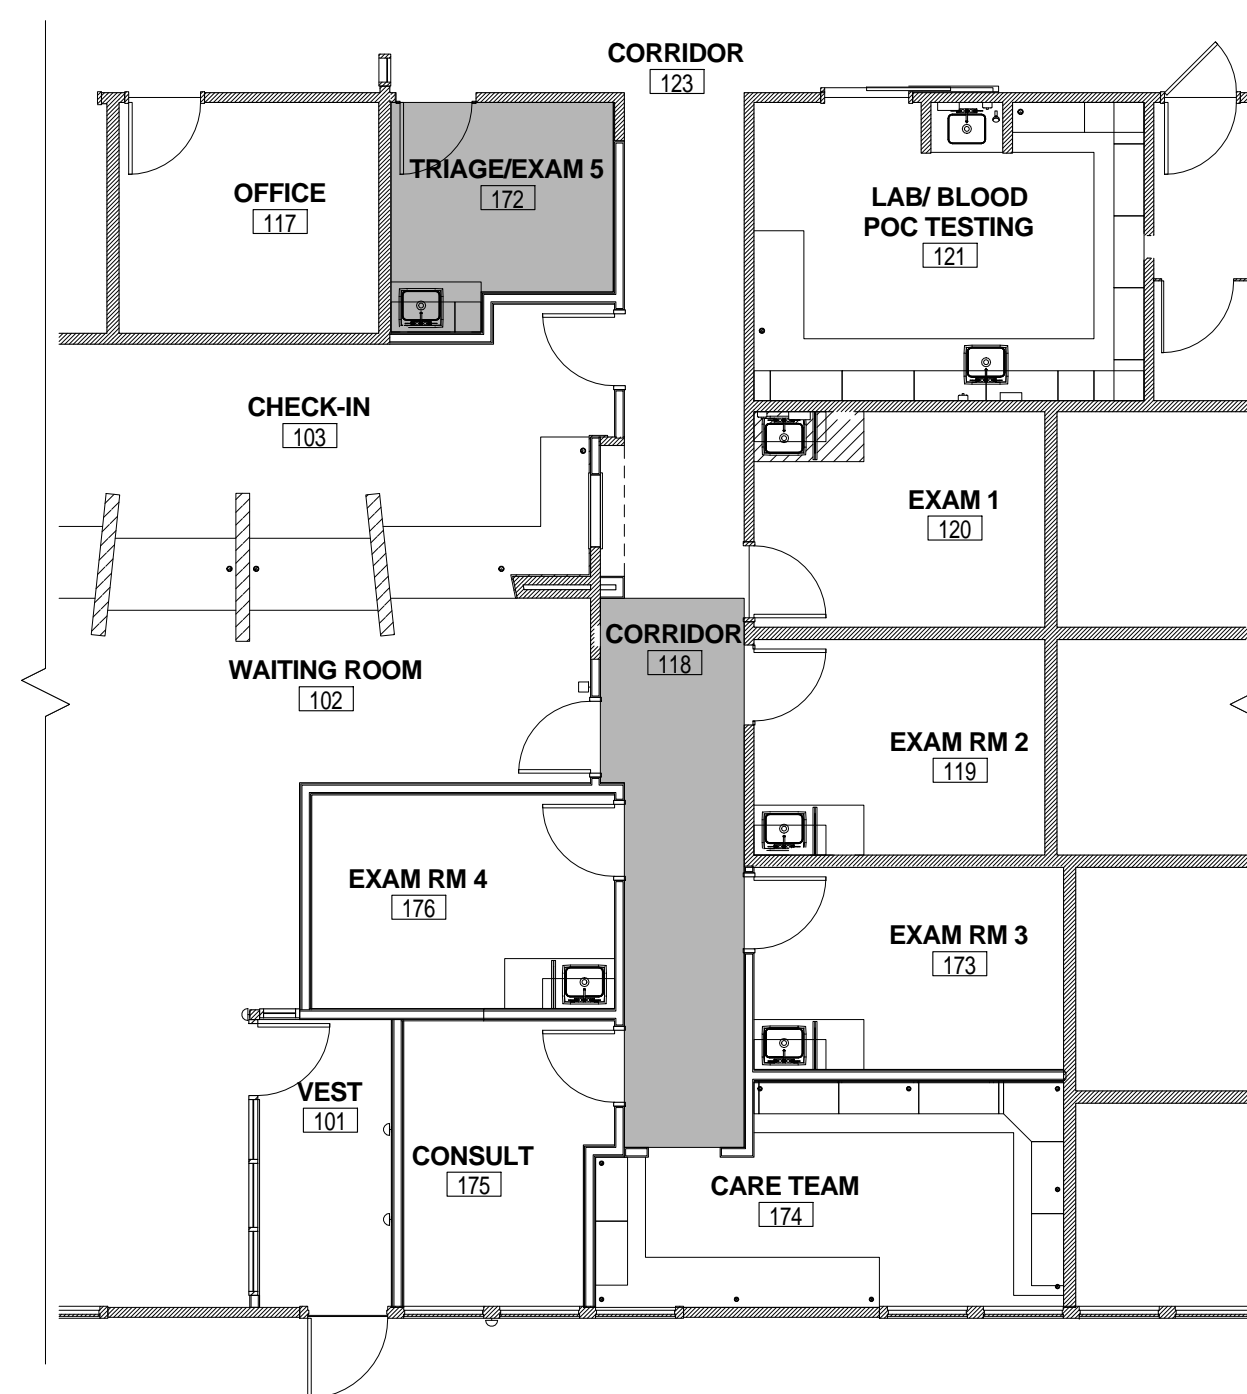 CORRIDOR
123
TRIAGE/EXAM 5
172
OFFICE
117
LAB/ BLOOD
POC TESTING
121
CHECK-IN
103
EXAM 1
120
CORRIDOR
118
WAITING ROOM
102
EXAM RM 2
119
EXAM RM 4
176
EXAM RM 3
173
VEST
101
CONSULT
175
CARE TEAM
174